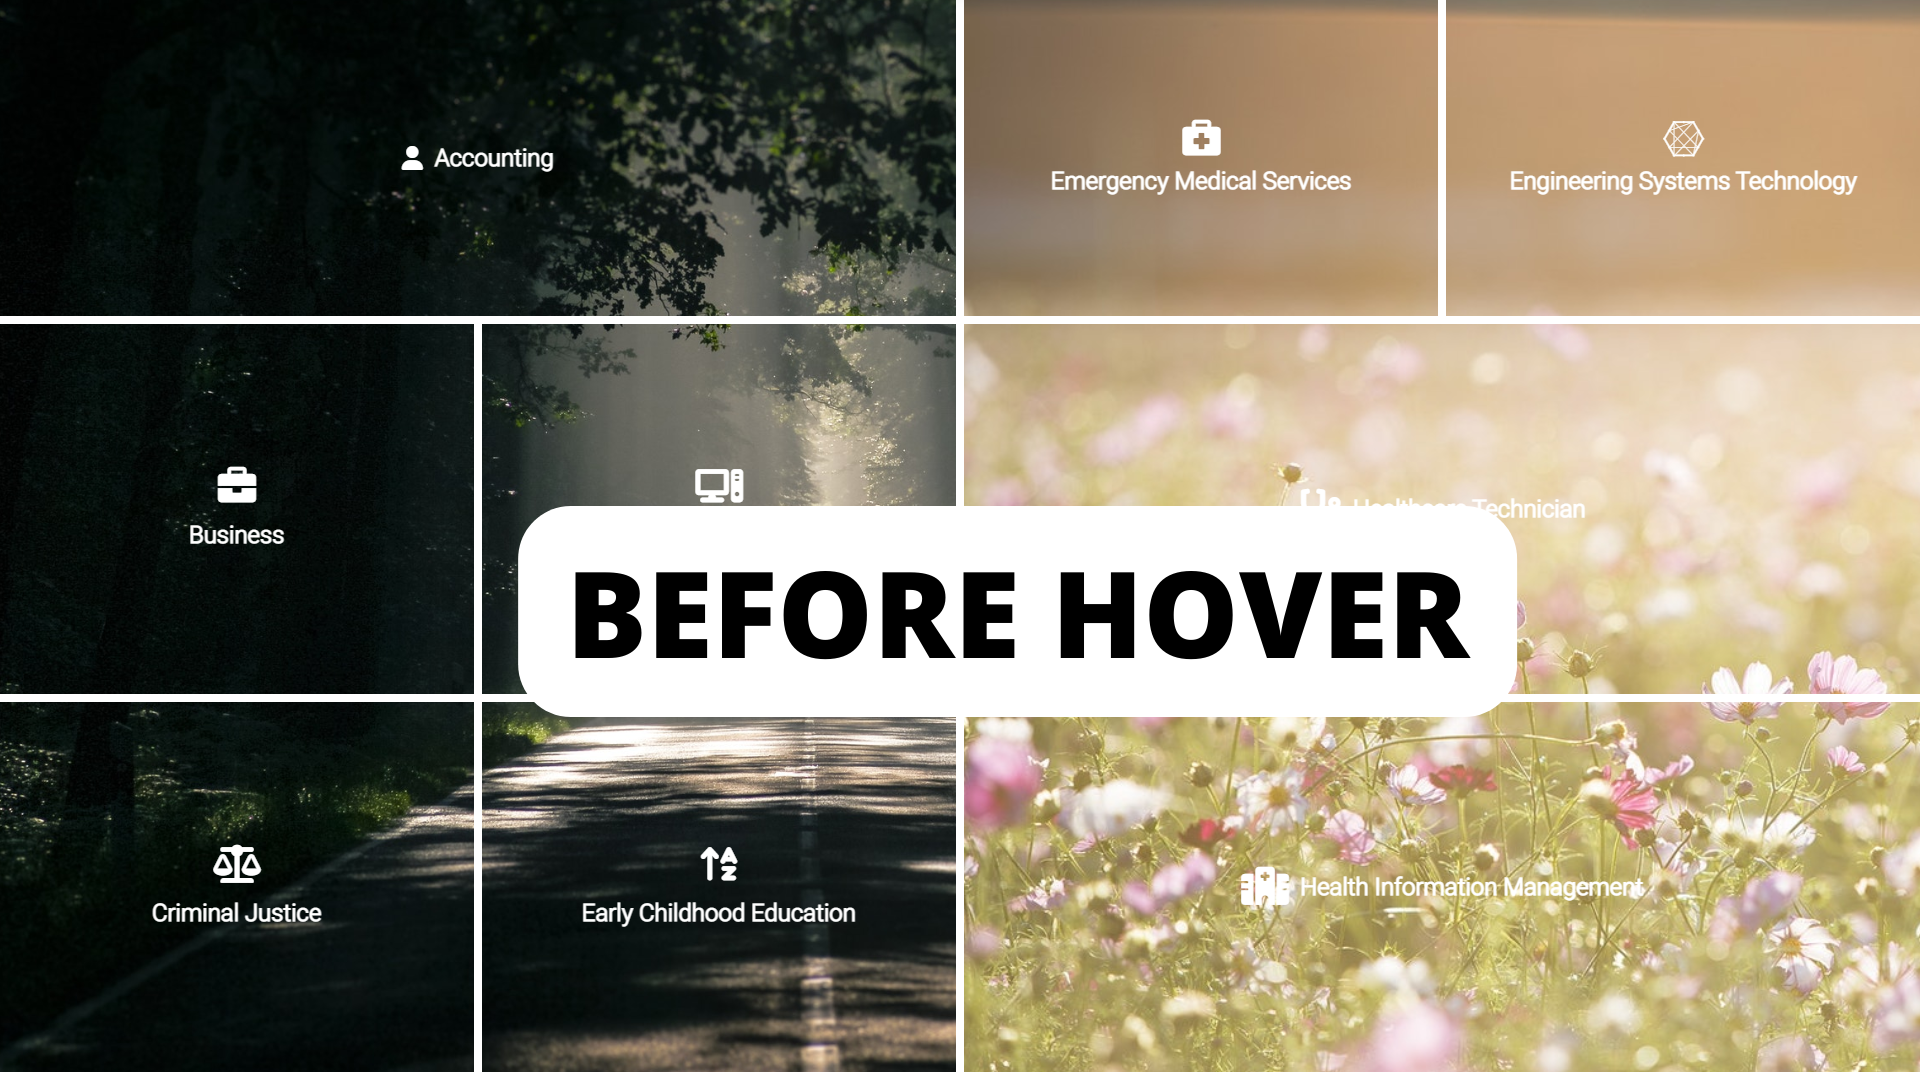 Accounting
Emergency Medical Services
Engineering Systems Technology
Business
Healthcare Technician
BEFORE HOVER
Criminal Justice
Early Childhood Education
Health Information Management